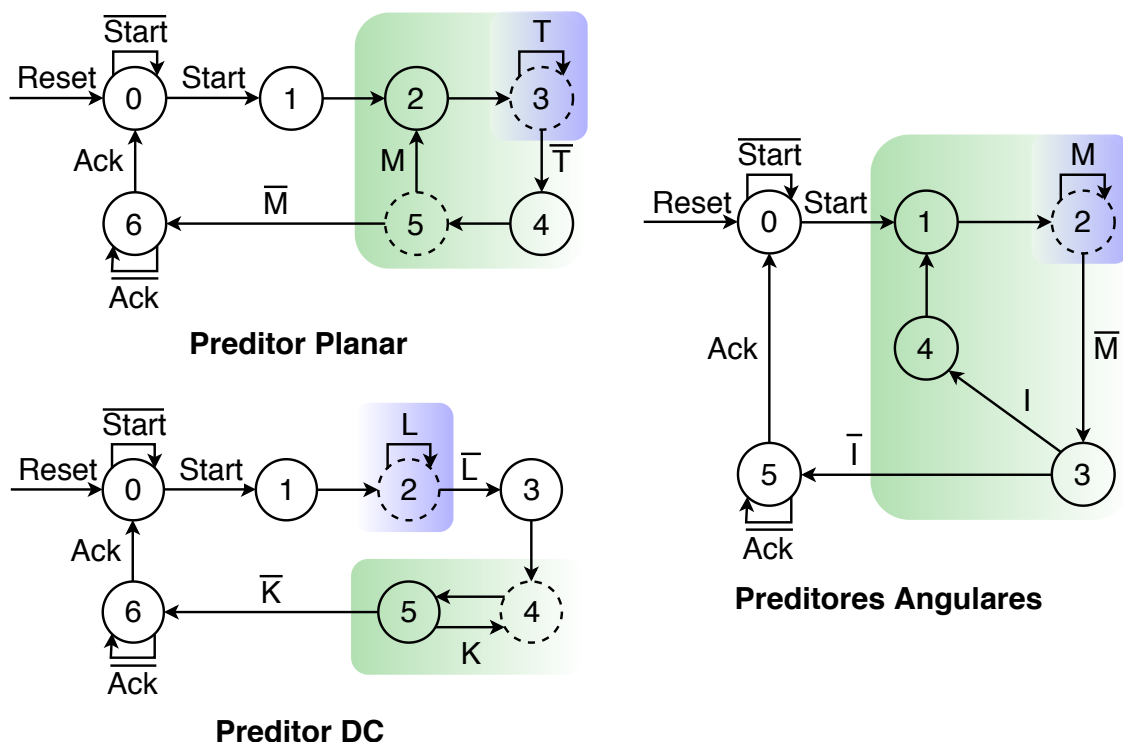 Start
T
Reset
0
Start
1
2
3
Ack
M
T
6
M
5
4
Ack
Preditor Planar
Start
L
Reset
0
Start
1
2
L
3
Ack
6
K
5
4
K
Ack
Preditor DC
Start
M
Reset
0
Start
1
2
Ack
4
M
I
5
I
3
Ack
Preditores Angulares